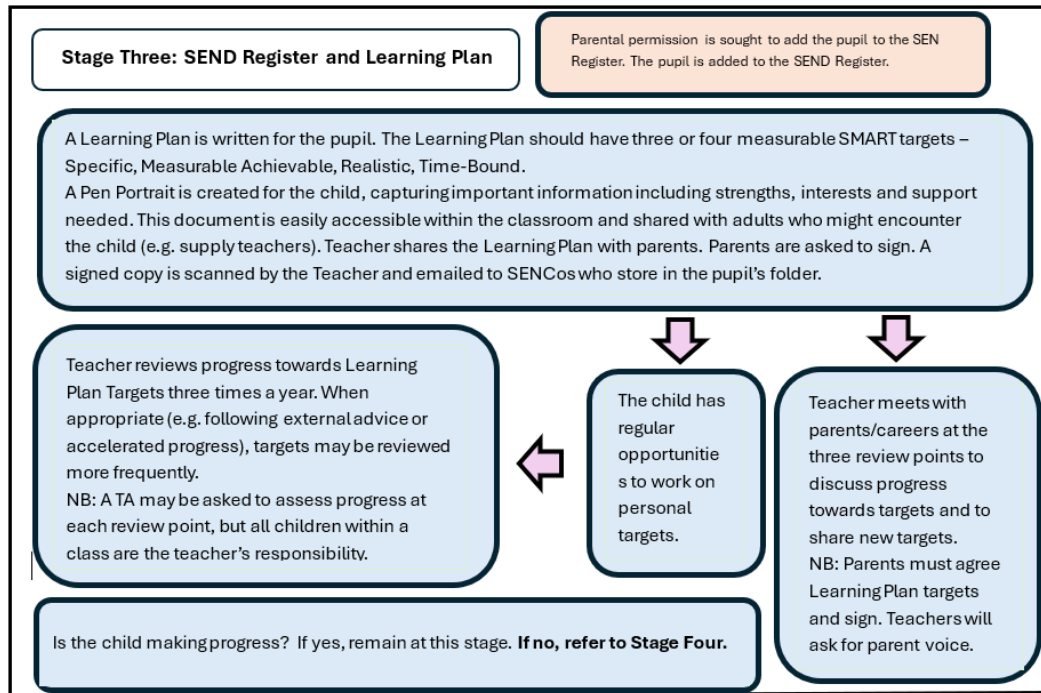 Stage Three: SEND Register and Learning Plan
Parental permission is sought to add the pupil to the SEN
Register. The pupil is added to the SEND Register.
A Learning Plan is written for the pupil. The Learning Plan should have three or four measurable SMART targets –
Specific, Measurable Achievable, Realistic, Time-Bound.
A Pen Portrait is created for the child, capturing important information including strengths, interests and support
needed. This document is easily accessible within the classroom and shared with adults who might encounter
the child (e.g. supply teachers). Teacher shares the Learning Plan with parents. Parents are asked to sign. A
signed copy is scanned by the Teacher and emailed to SENCos who store in the pupil's folder.
Teacher reviews progress towards Learning
Plan Targets three times a year. When
appropriate (e.g. following external advice or
accelerated progress), targets may be reviewed
more frequently.
NB: A TA may be asked to assess progress at
each review point, but all children within a
class are the teacher's responsibility.
The child has
regular
opportunitie
s to work on
personal
targets.
Teacher meets with
parents/careers at the
three review points to
discuss progress
towards targets and to
share new targets.
NB: Parents must agree
Learning Plan targets
and sign. Teachers will
ask for parent voice.
Is the child making progress? If yes, remain at this stage. If no, refer to Stage Four.